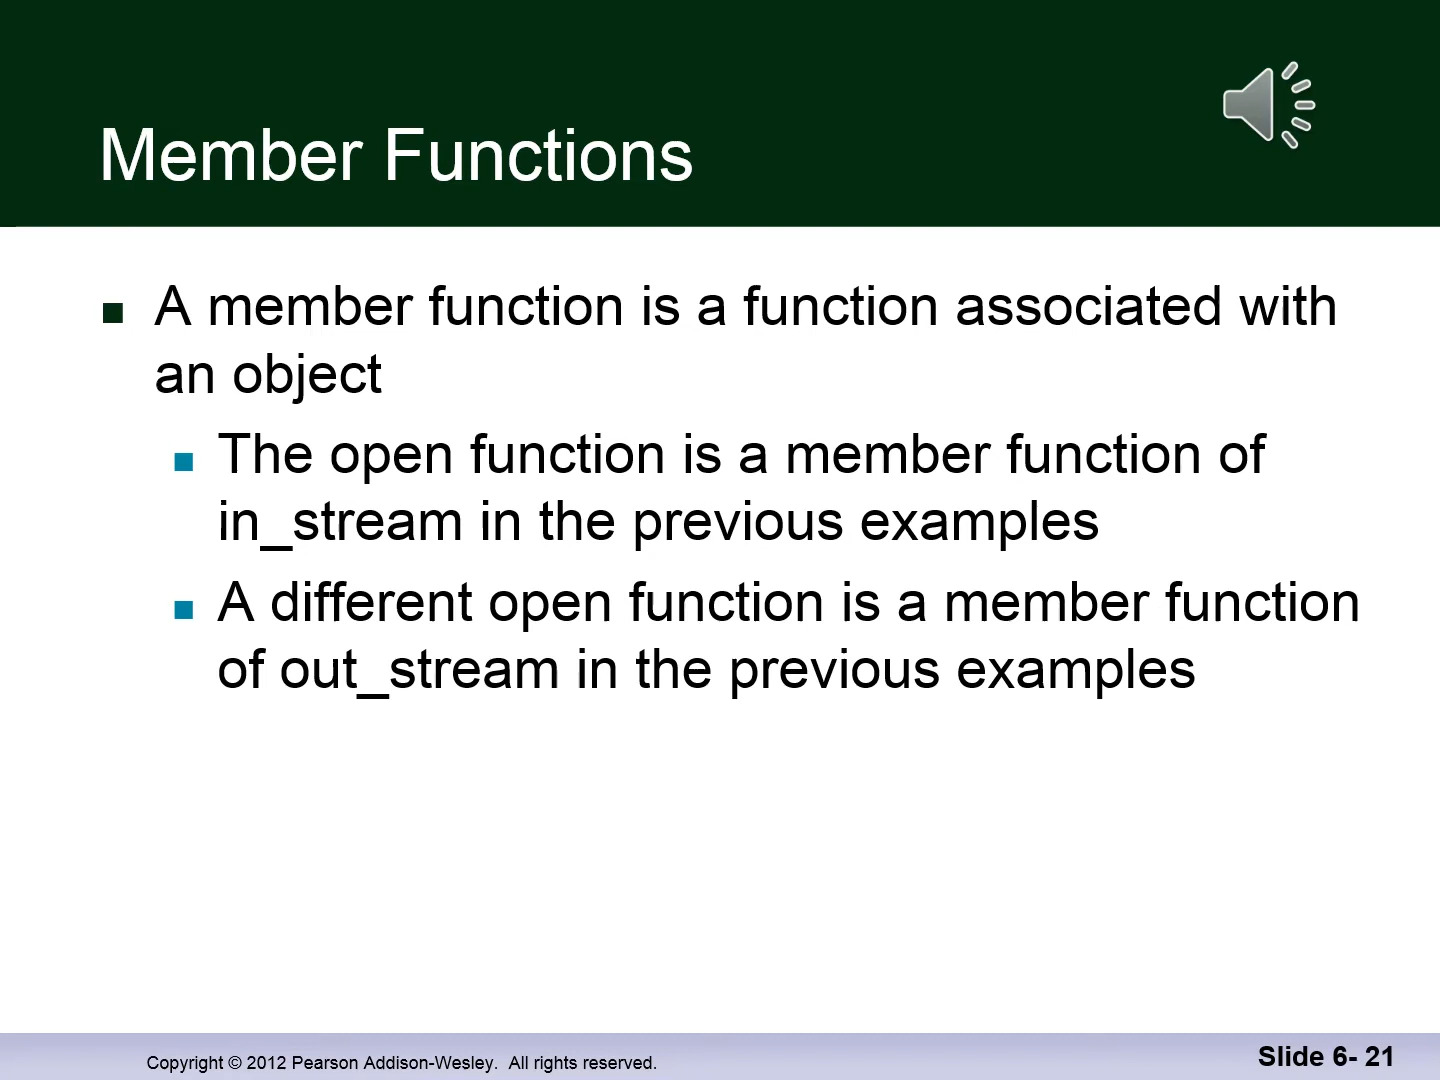 Member Functions
A member function is a function associated with
an object
The open function is a member function of
in_stream in the previous examples
A different open function is a member function
of out_stream in the previous examples
Copyright © 2012 Pearson Addison-Wesley.  All rights reserved.
Slide 6- 21